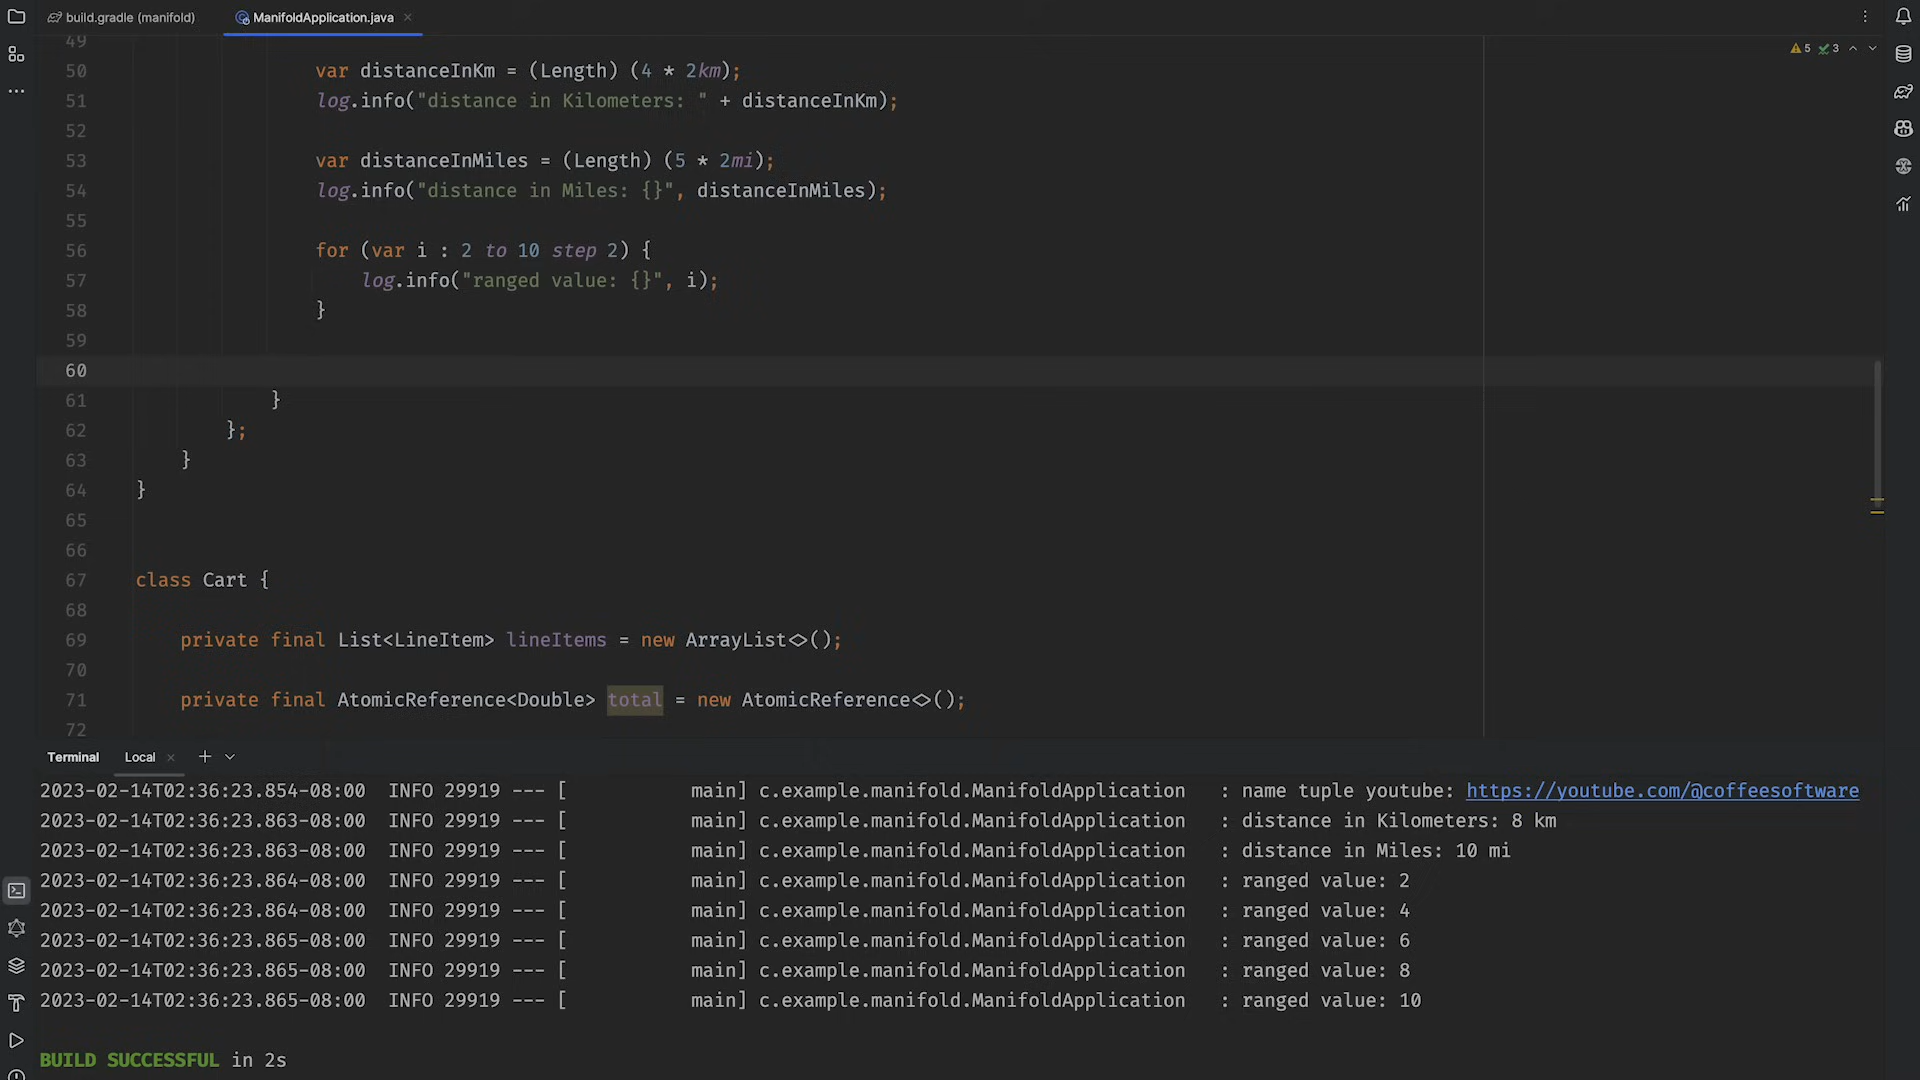 build.gradle (manifold) ManifoldApplication.java
5 3
49
50 var distanceInKm = (Length) (4 * 2km);
51 log.info("distance in Kilometers: " + distanceInKm);
52
53 var distanceInMiles = (Length) (5 * 2mi);
54 log.info("distance in Miles: {}", distanceInMiles);
55
56 for (var i : 2 to 10 step 2) {
57 log.info("ranged value: {}", i);
58 }
59
60
61 }
62 };
63 }
64 }
65
66
67 class Cart {
68
69 private final List<LineItem> lineItems = new ArrayList<>();
70
71 private final AtomicReference<Double> total = new AtomicReference<>();
72
Terminal Local
2023-02-14T02:36:23.854-08:00 INFO 29919 --- [ main] c.example.manifold.ManifoldApplication : name tuple youtube: https://youtube.com/@coffeesoftware
2023-02-14T02:36:23.863-08:00 INFO 29919 --- [ main] c.example.manifold.ManifoldApplication : distance in Kilometers: 8 km
2023-02-14T02:36:23.863-08:00 INFO 29919 --- [ main] c.example.manifold.ManifoldApplication : distance in Miles: 10 mi
2023-02-14T02:36:23.864-08:00 INFO 29919 --- [ main] c.example.manifold.ManifoldApplication : ranged value: 2
2023-02-14T02:36:23.864-08:00 INFO 29919 --- [ main] c.example.manifold.ManifoldApplication : ranged value: 4
2023-02-14T02:36:23.865-08:00 INFO 29919 --- [ main] c.example.manifold.ManifoldApplication : ranged value: 6
2023-02-14T02:36:23.865-08:00 INFO 29919 --- [ main] c.example.manifold.ManifoldApplication : ranged value: 8
2023-02-14T02:36:23.865-08:00 INFO 29919 --- [ main] c.example.manifold.ManifoldApplication : ranged value: 10
BUILD SUCCESSFUL in 2s